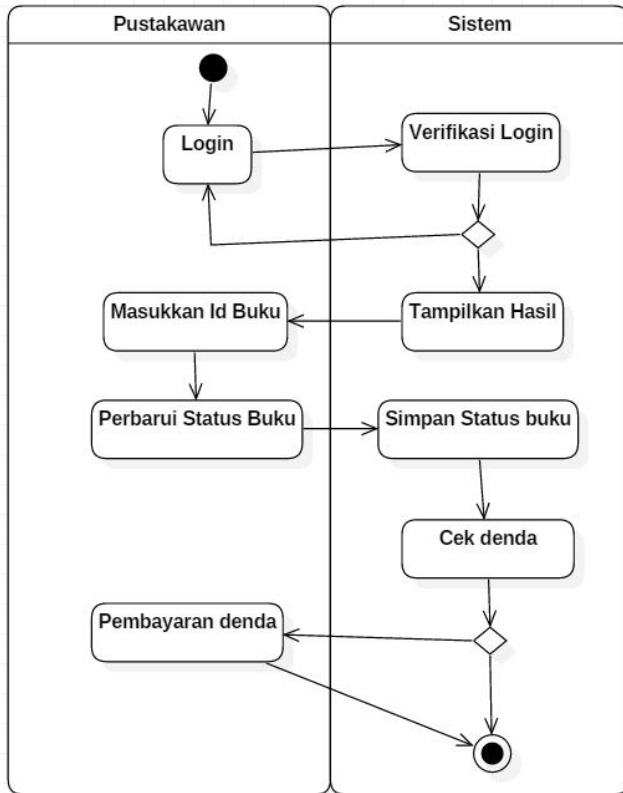 Pustakawan
Sistem
Login
Verifikasi Login
Masukkan Id Buku
Tampilkan Hasil
Perbarui Status Buku
Simpan Status buku
Cek denda
Pembayaran denda